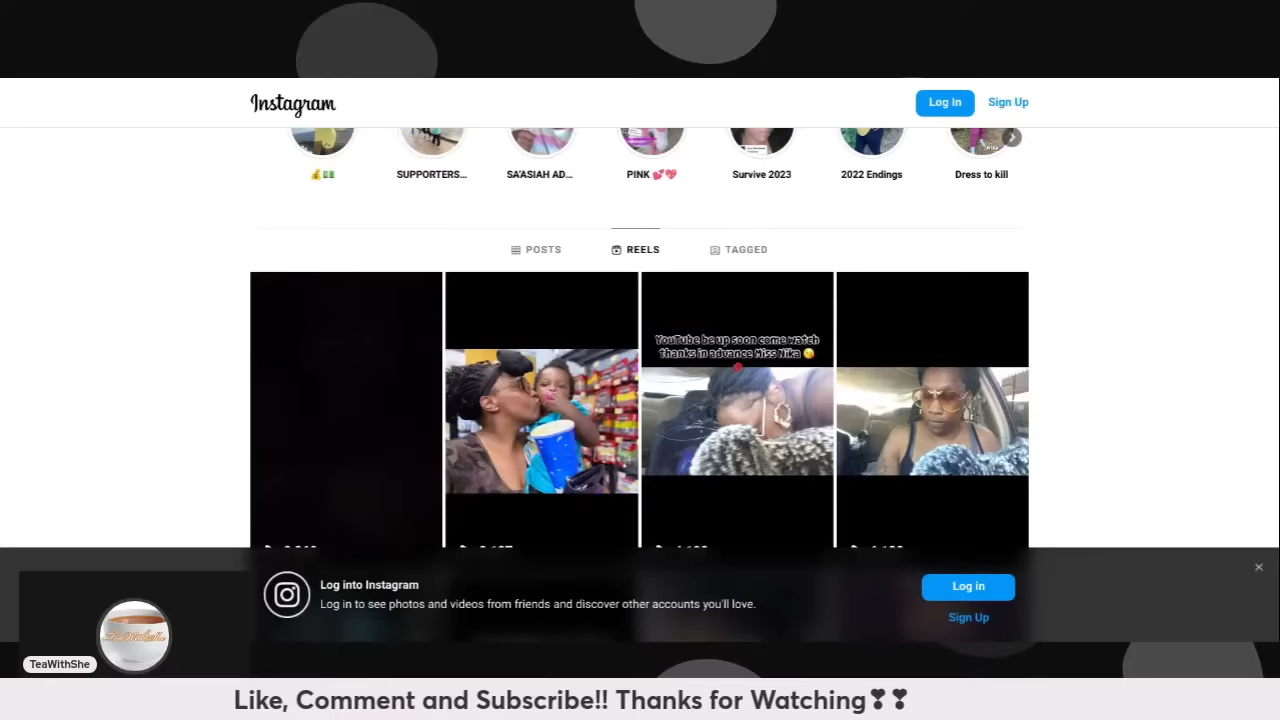 Instagram
Log In
Sign Up
💰💵
SUPPORTERS...
SA'ASIAH AD...
PINK 💕💖
Survive 2023
2022 Endings
Dress to kill
POSTS
REELS
TAGGED
YouTube be up soon come watch
thanks in advance Miss Nika 😘
Log into Instagram
Log in to see photos and videos from friends and discover other accounts you'll love.
Log in
Sign Up
TeaWithShe
TeaWithShe
Like, Comment and Subscribe!! Thanks for Watching❣❣